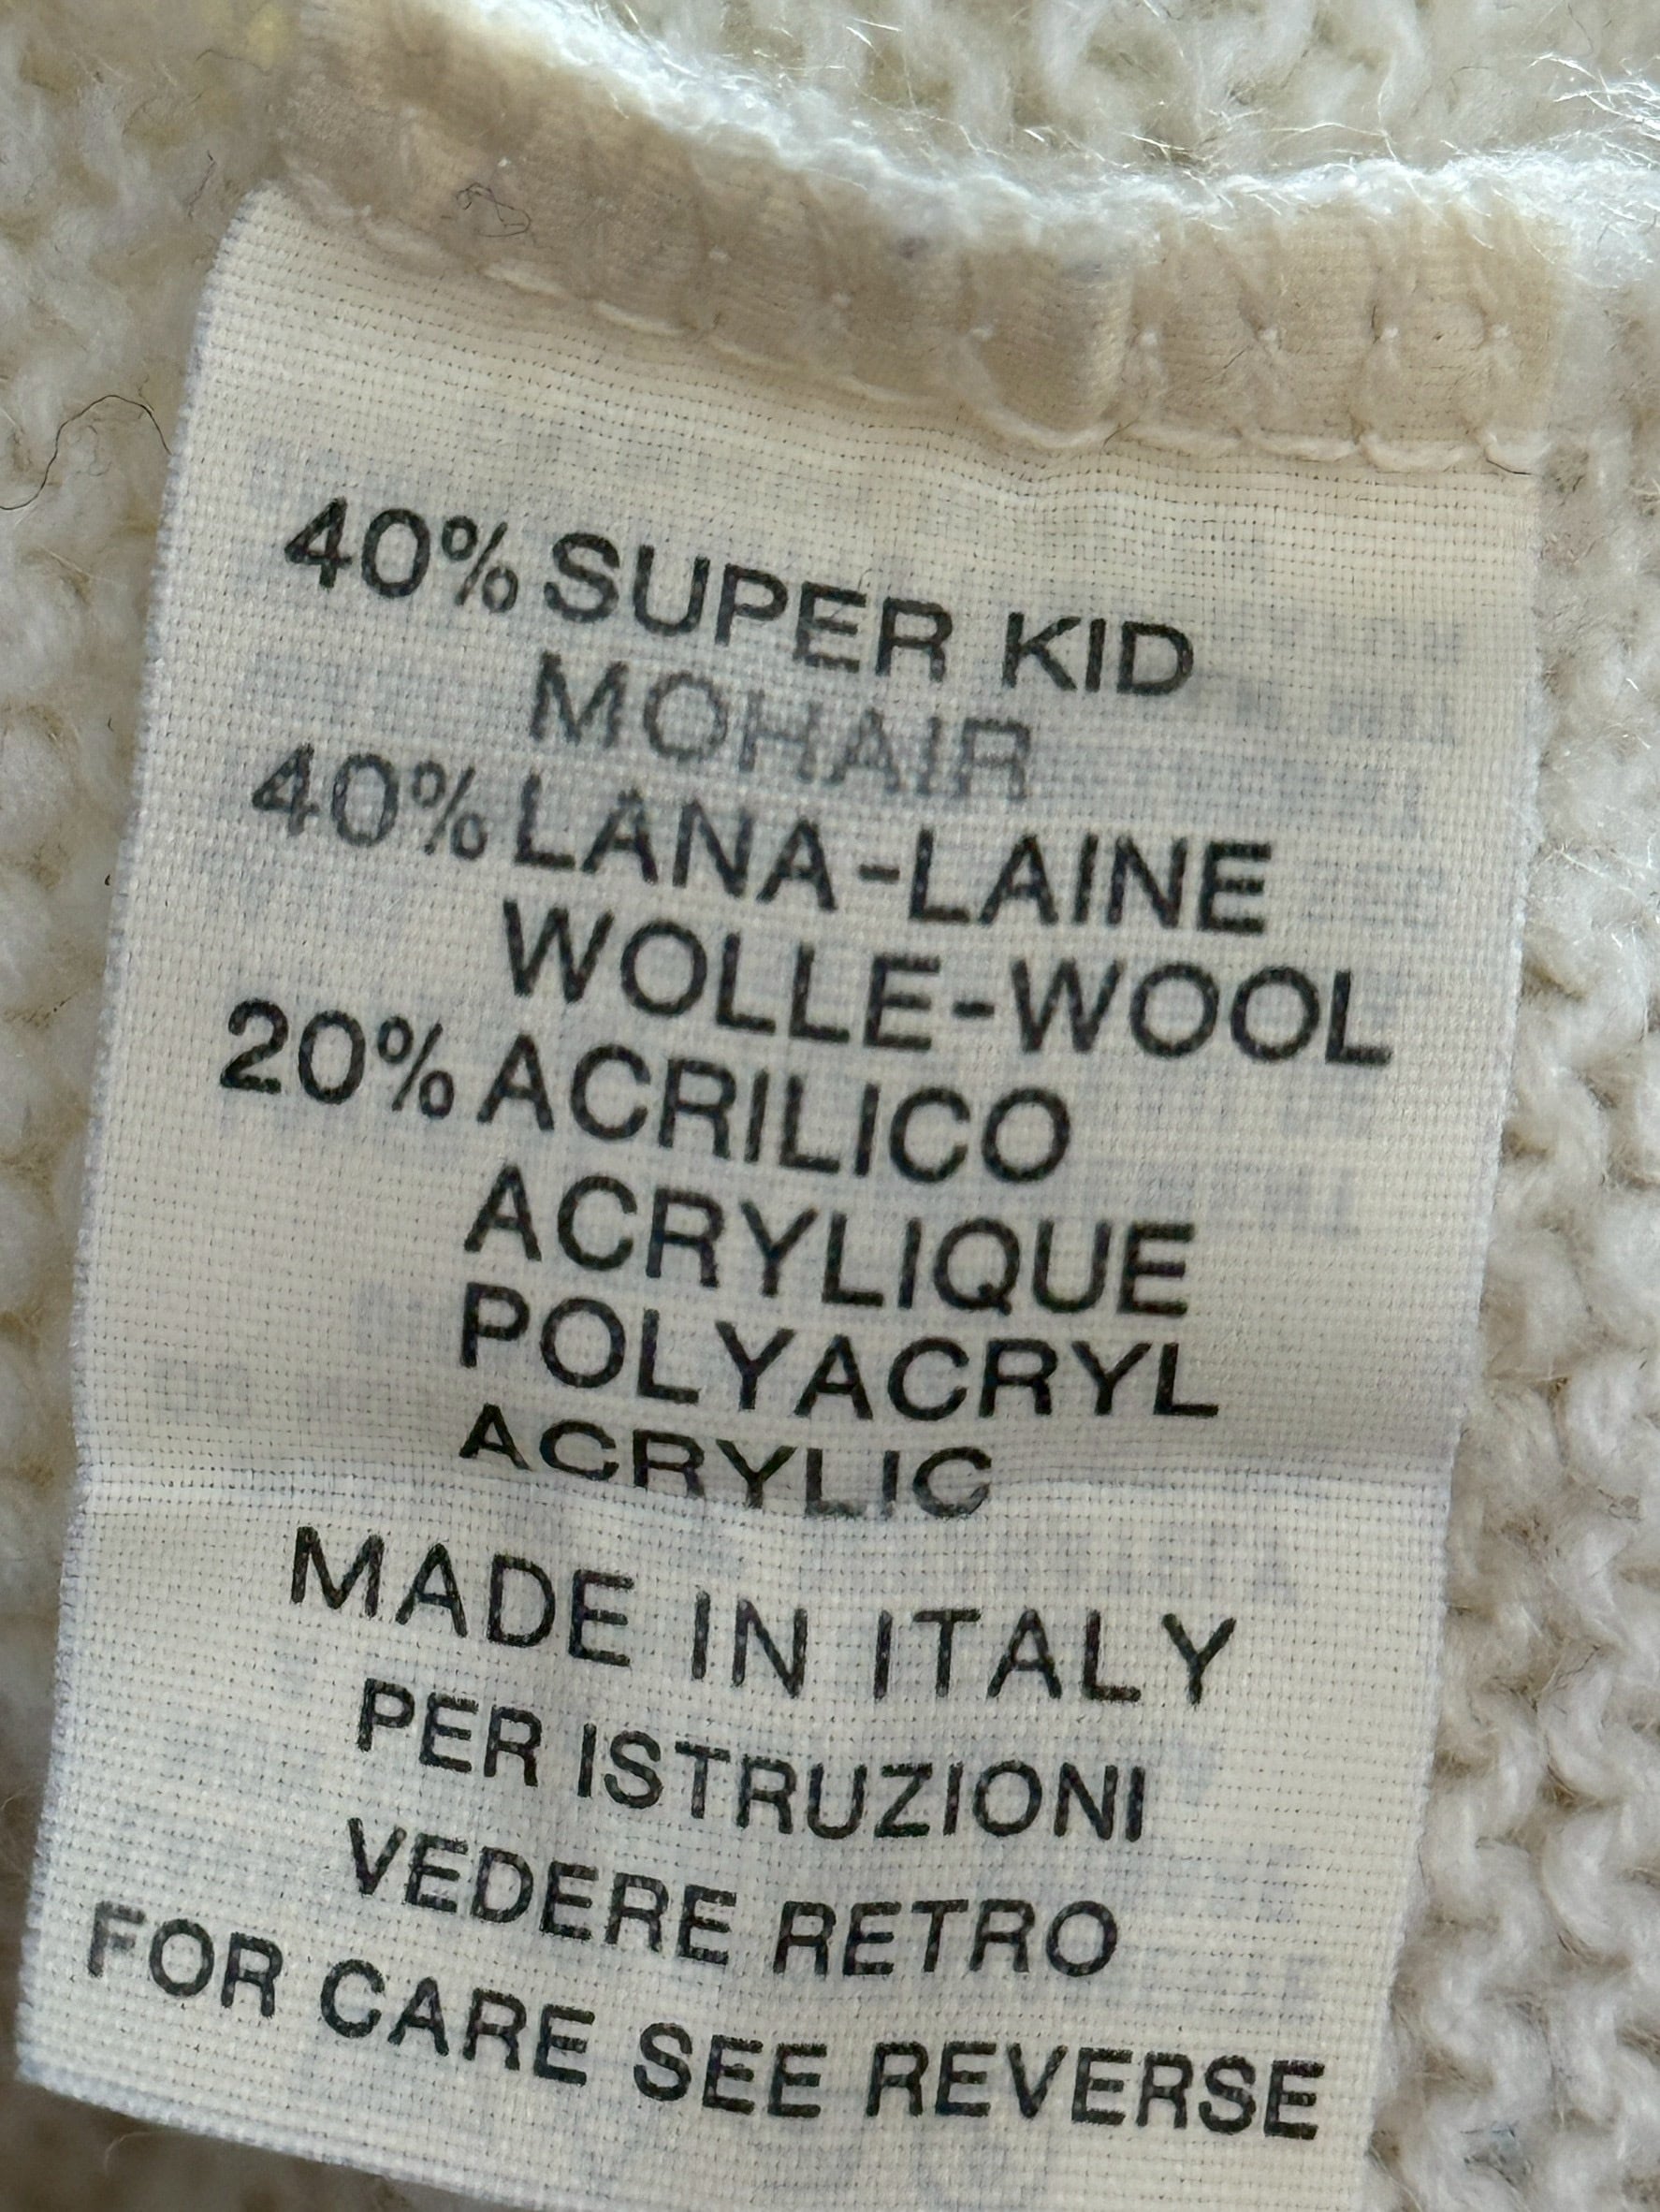 40% SUPER KID
MOHAIR
40% LANA-LAINE
WOLLE-WOOL
20% ACRILICO
ACRYLIQUE
POLYACRYL
ACRYLIC
MADE IN ITALY
PER ISTRUZIONI
VEDERE RETRO
FOR CARE SEE REVERSE